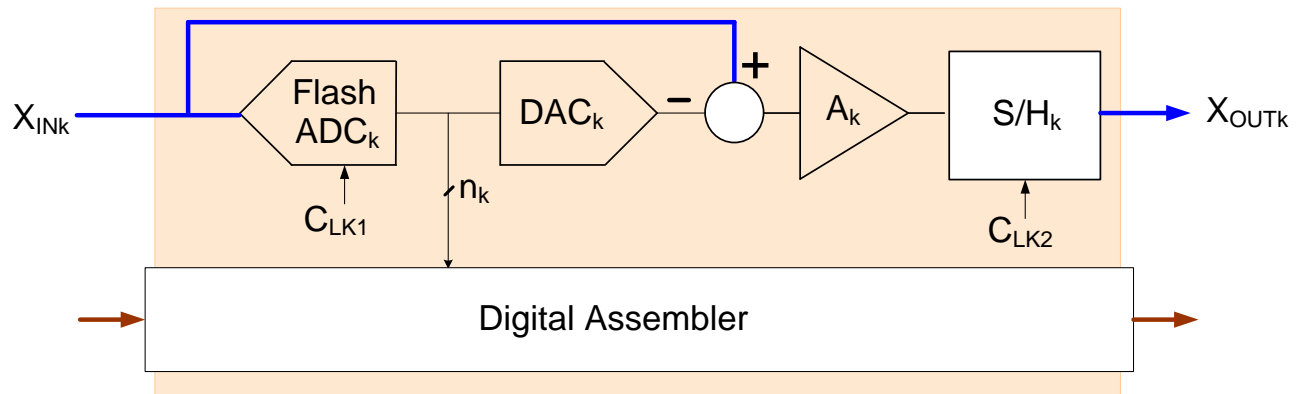 X_INk
Flash
ADC_k
DAC_k
−
+
A_k
S/H_k
X_OUTk
n_k
C_LK1
C_LK2
Digital Assembler